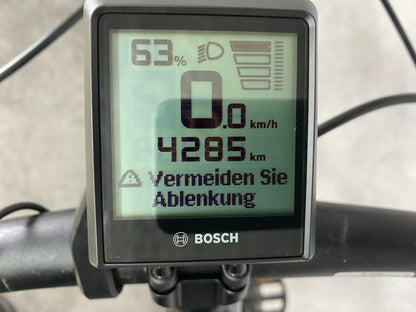 63%
0.0 km/h
4285 km
Vermeiden Sie
Ablenkung
BOSCH